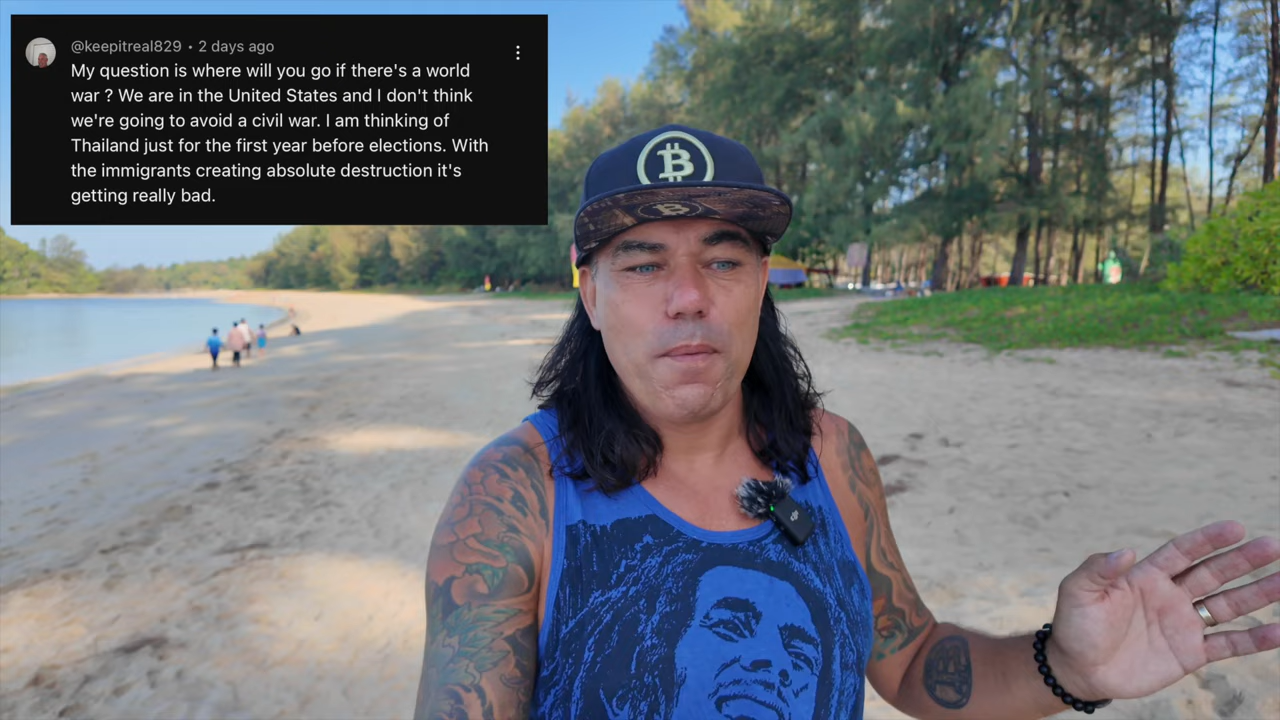 @keepitreal829 • 2 days ago
My question is where will you go if there's a world
war ? We are in the United States and I don't think
we're going to avoid a civil war. I am thinking of
Thailand just for the first year before elections. With
the immigrants creating absolute destruction it's
getting really bad.